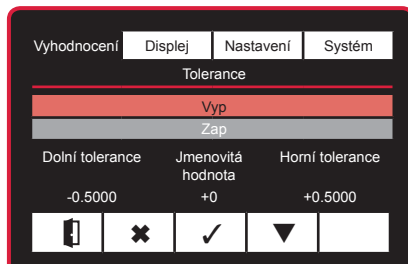 Vyhodnocení Displej Nastavení Systém
Tolerance
Vyp
Zap
Dolní tolerance Jmenovitá hodnota Horní tolerance
-0.5000 +0 +0.5000